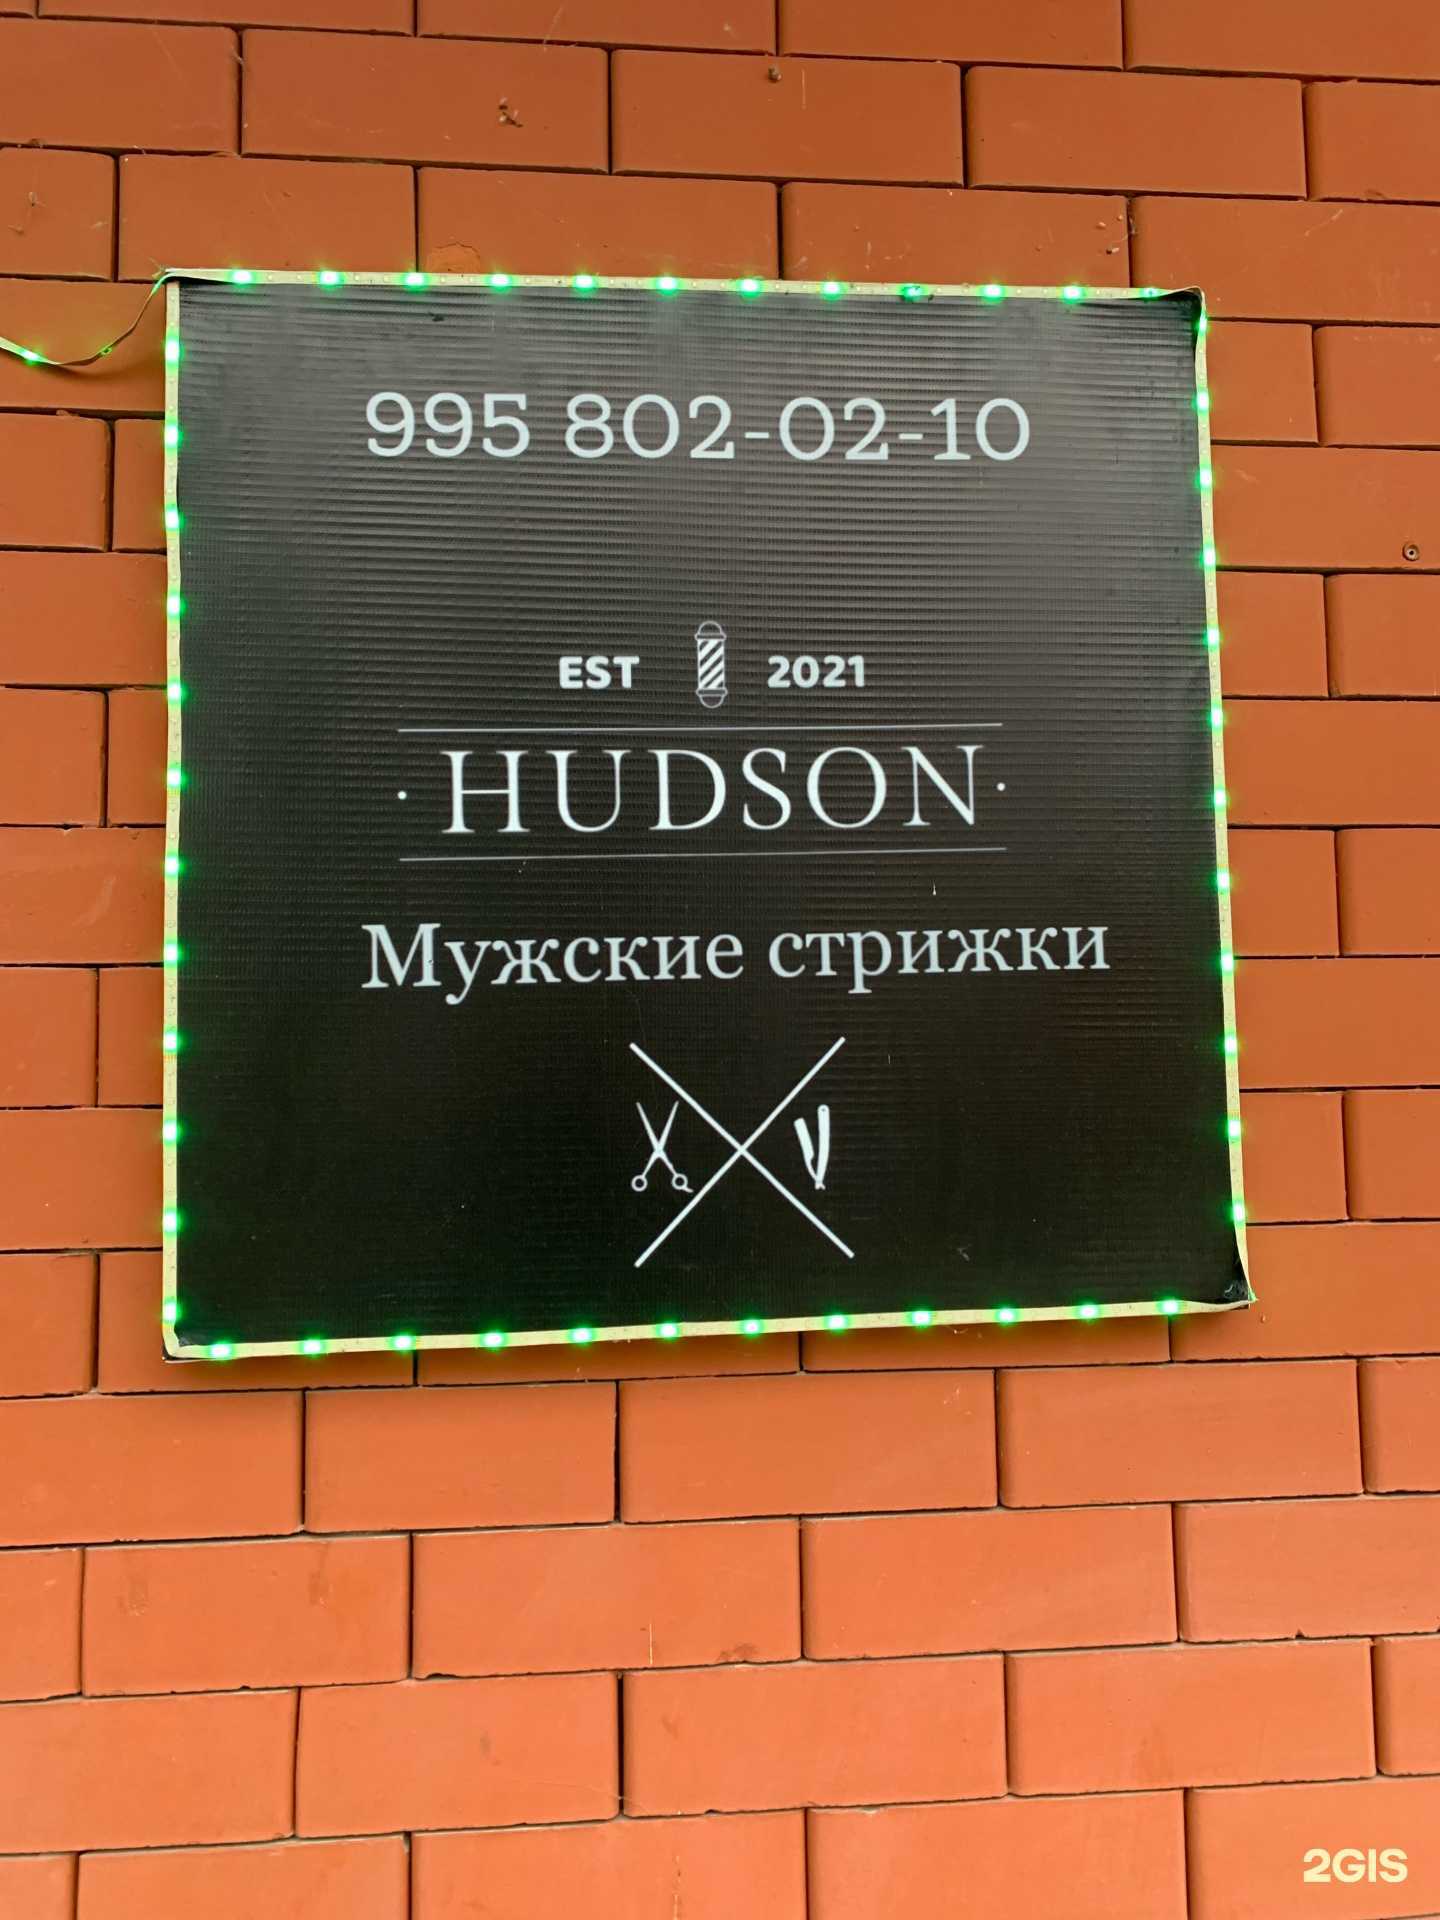 995 802-02-10
EST 2021
· HUDSON ·
Мужские стрижки
2GIS